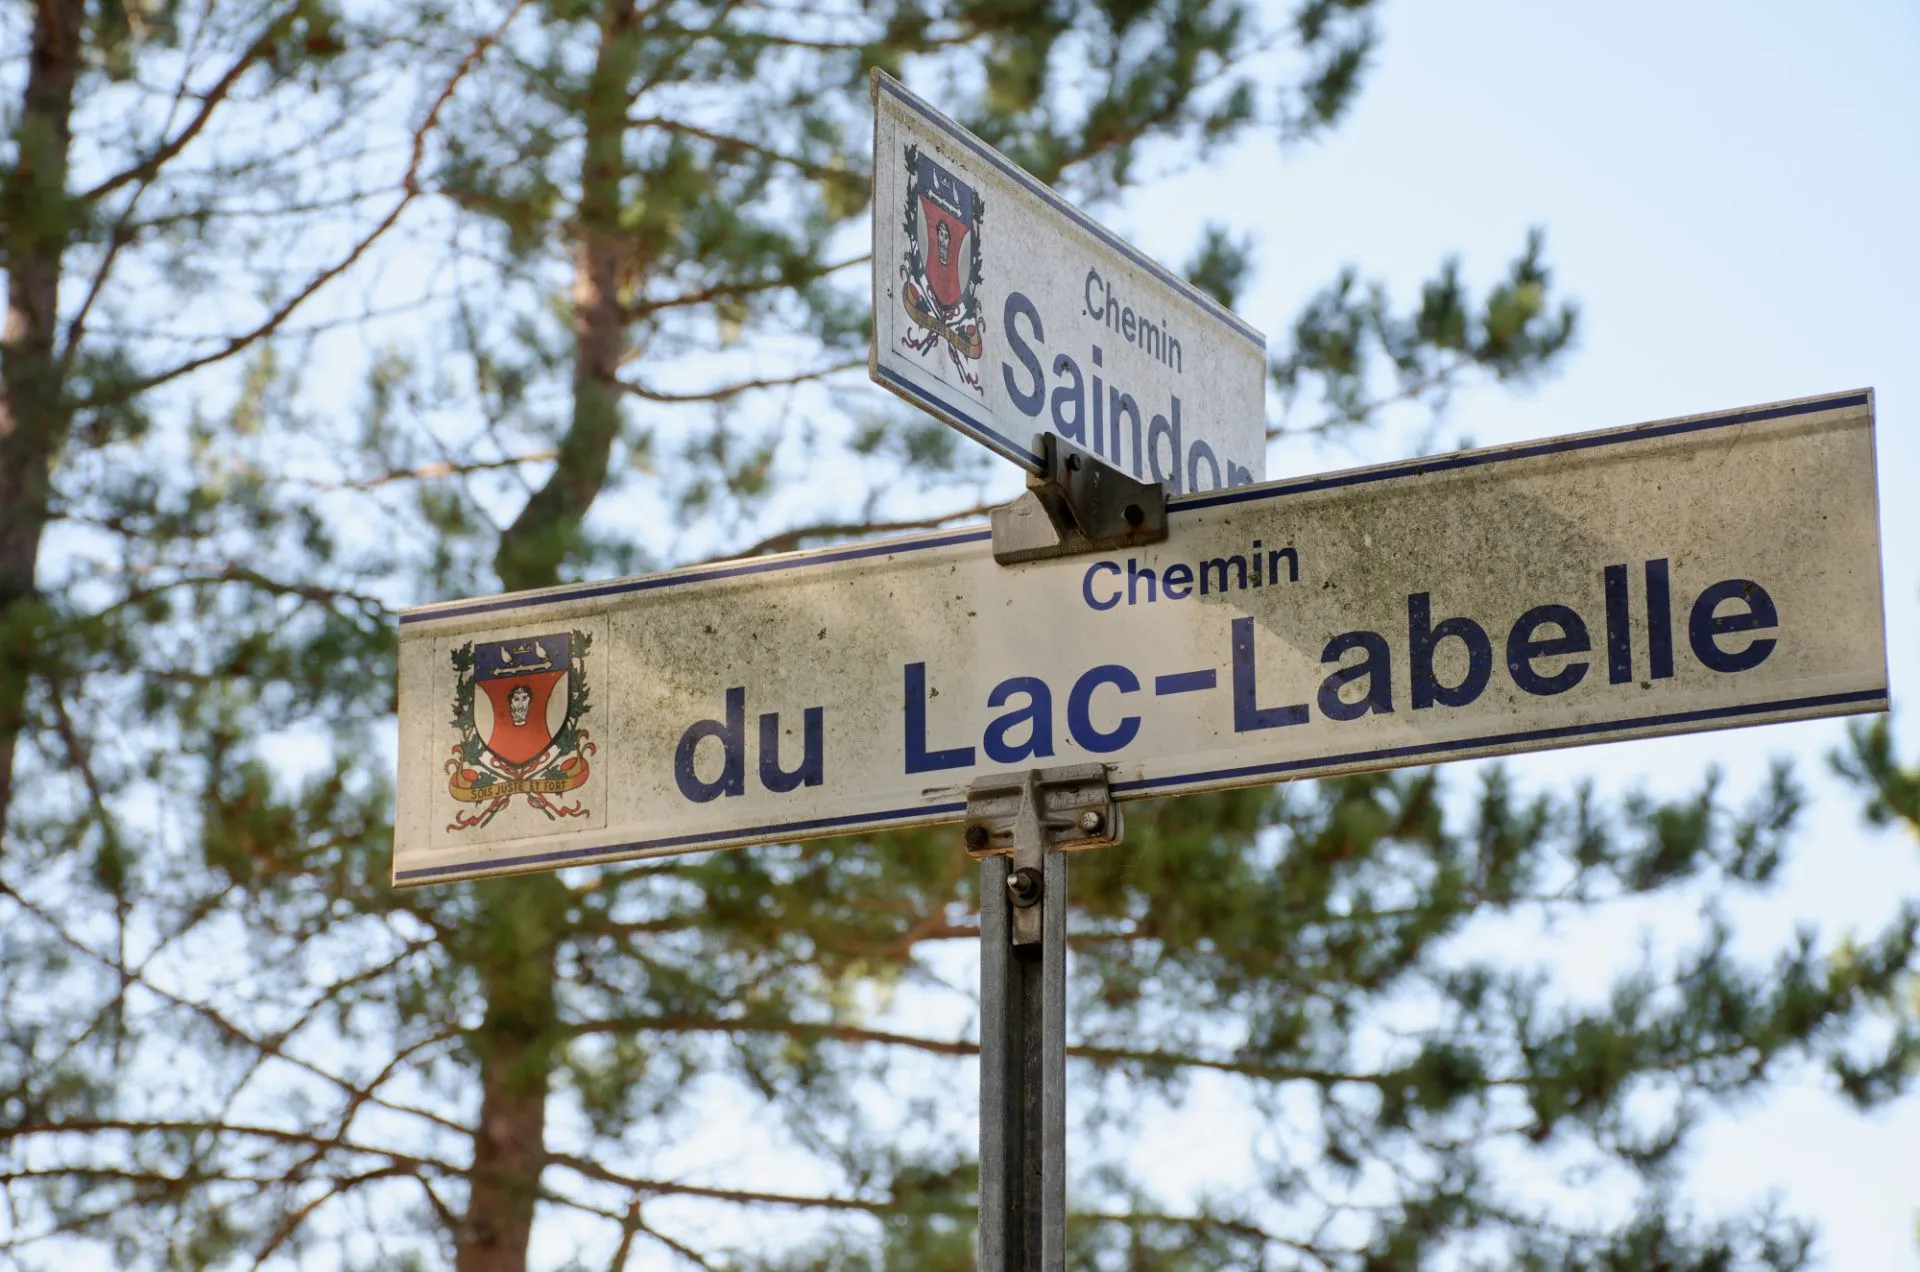 Chemin
Saindon
Chemin
du Lac-Labelle
SOIS JUSTE ET FORT